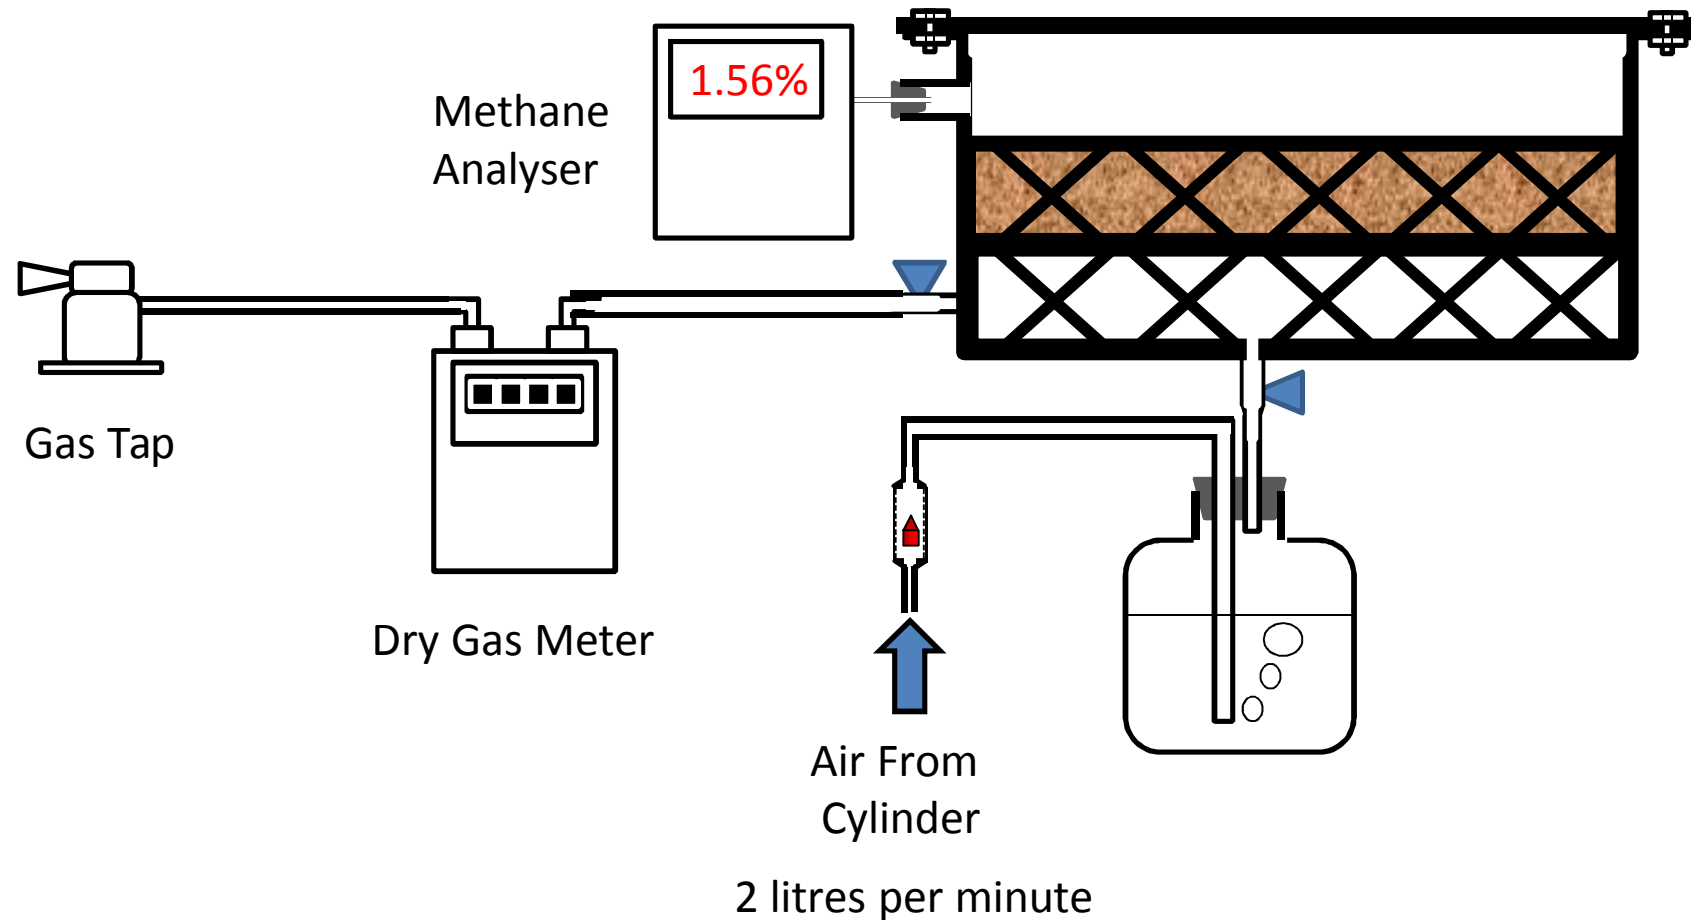 1.56%
Methane
Analyser
Gas Tap
Dry Gas Meter
Air From
Cylinder
2 litres per minute